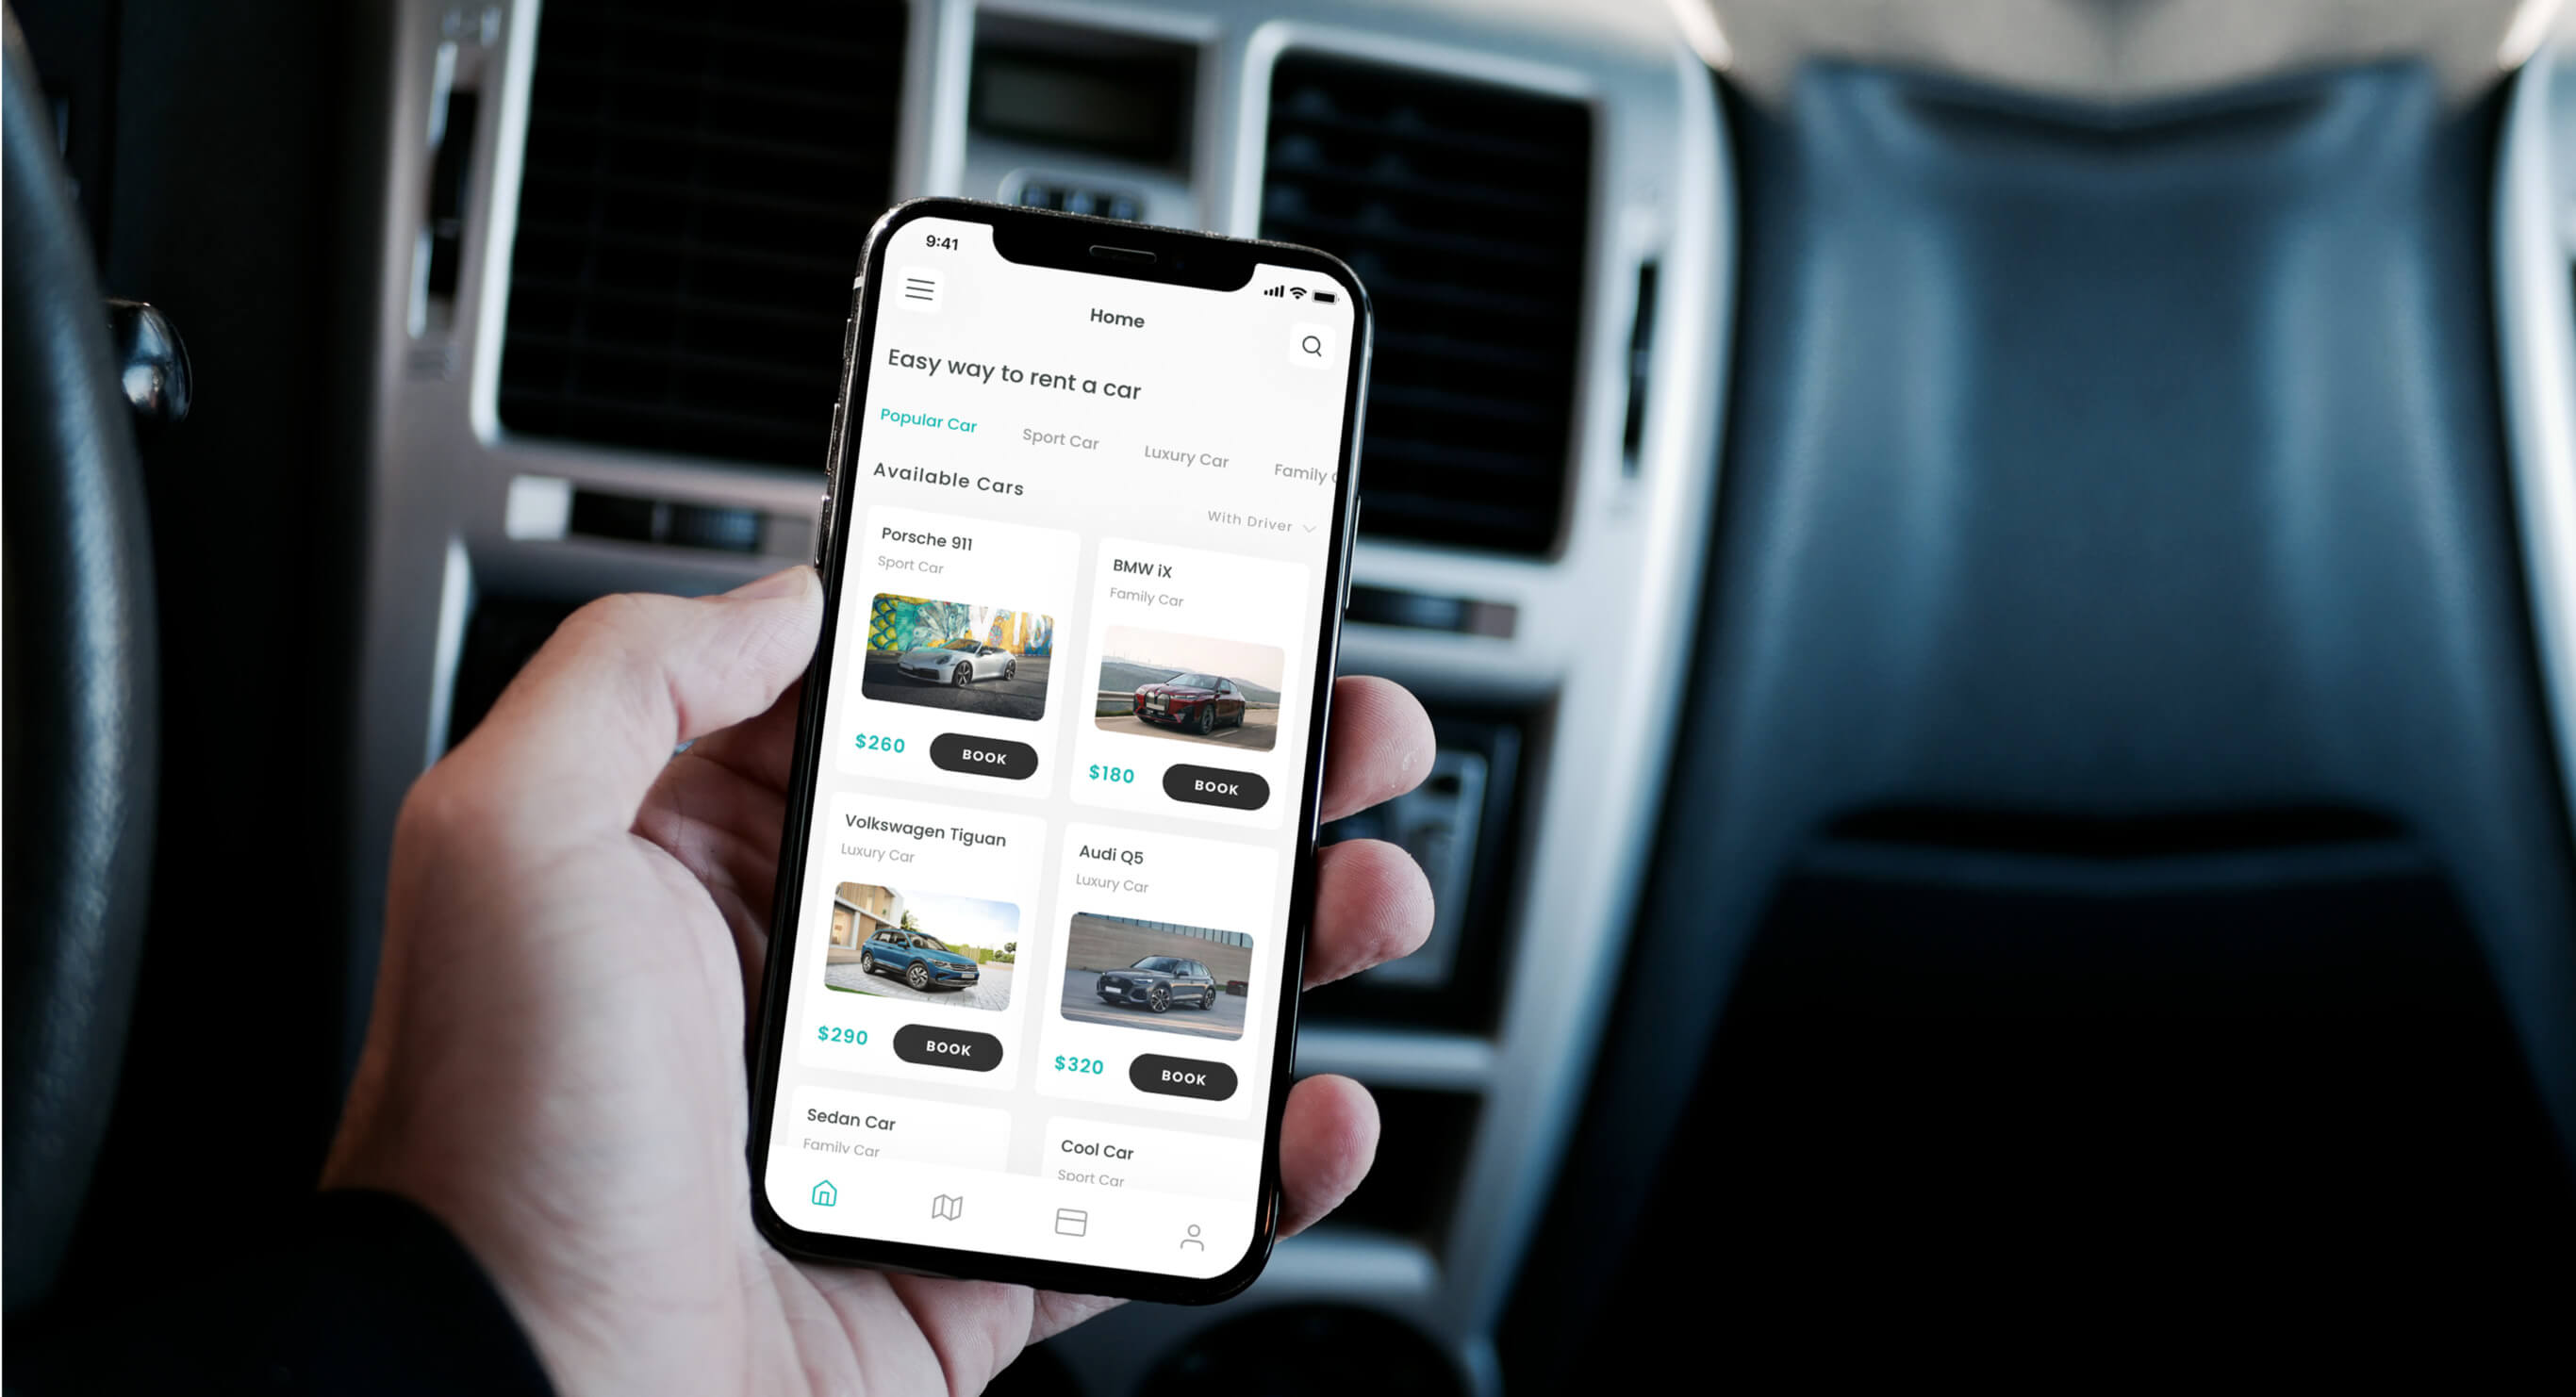 9:41
Home
Easy way to rent a car
Popular Car Sport Car Luxury Car Family
Available Cars
With Driver
Porsche 911
Sport Car
$260 BOOK
BMW iX
Family Car
$180 BOOK
Volkswagen Tiguan
Luxury Car
$290 BOOK
Audi Q5
Luxury Car
$320 BOOK
Sedan Car
Family Car
Cool Car
Sport Car